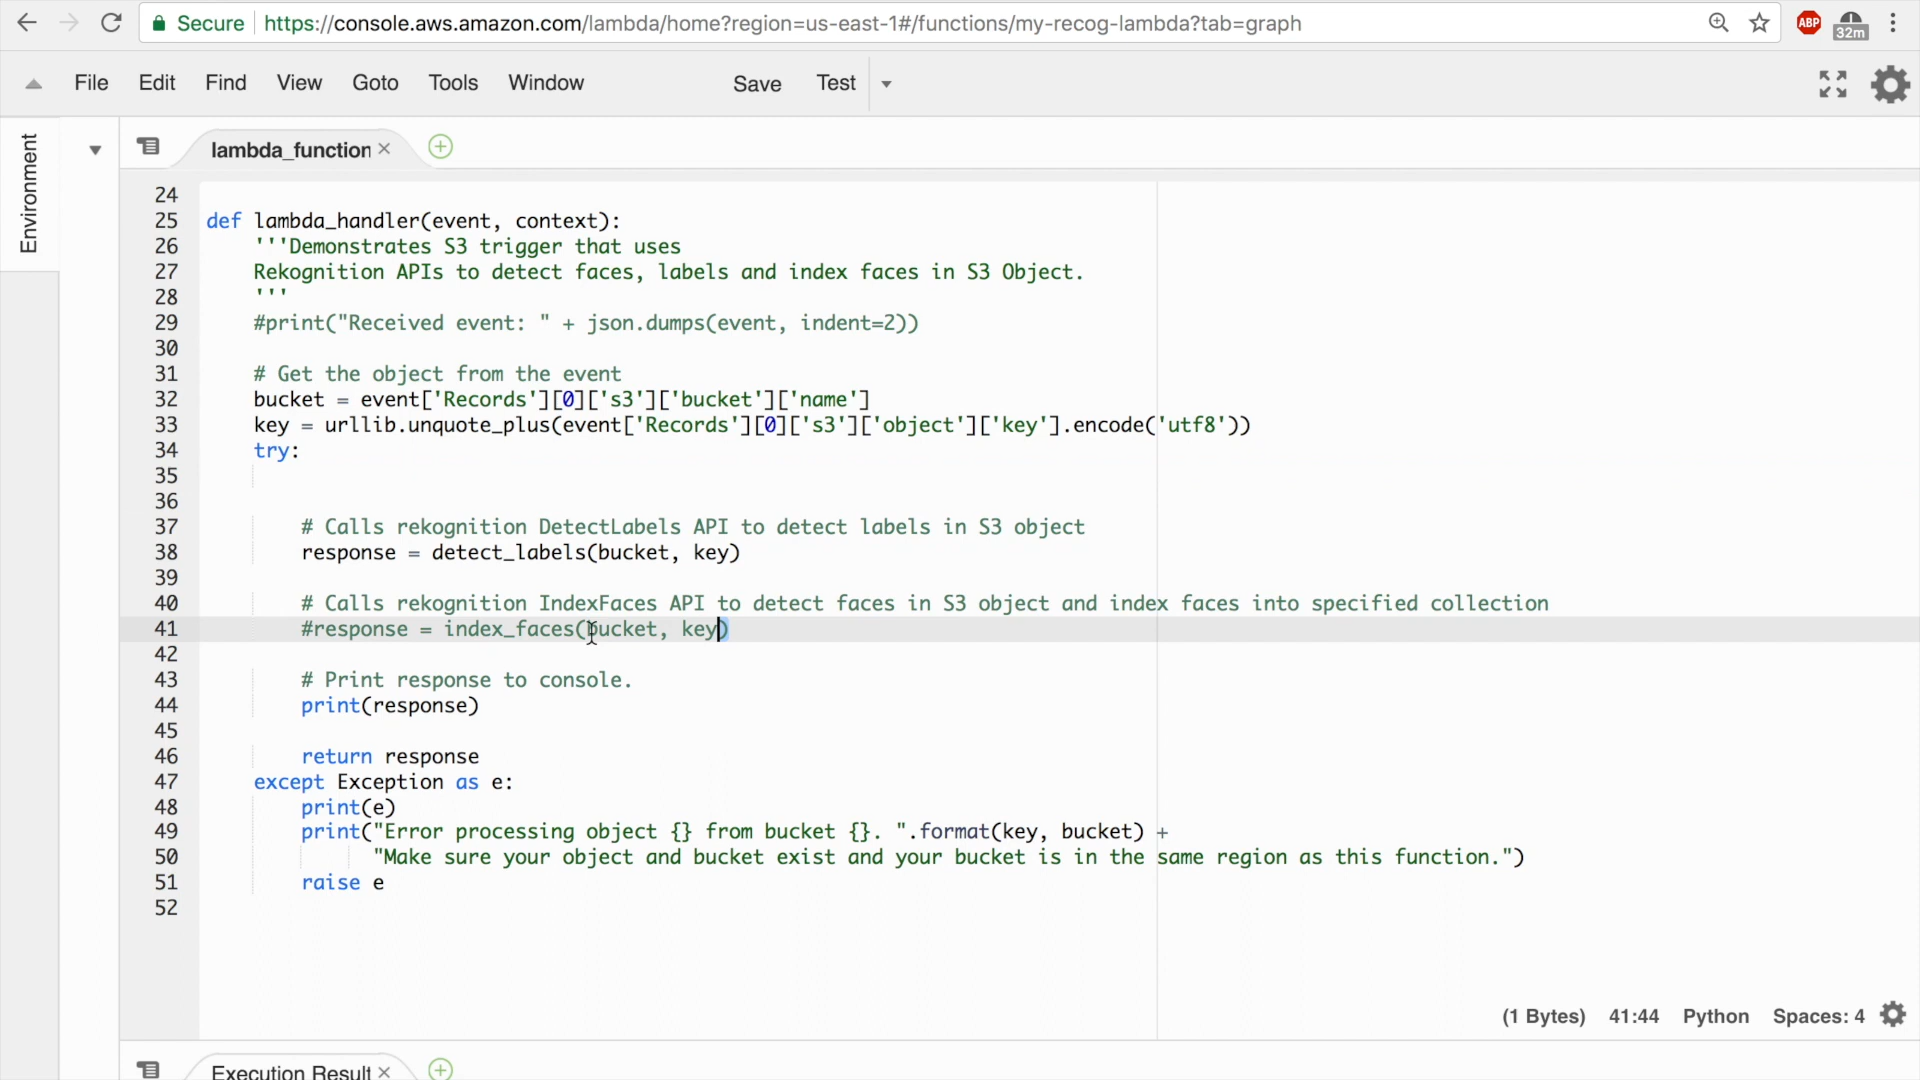 Secure https://console.aws.amazon.com/lambda/home?region=us-east-1#/functions/my-recog-lambda?tab=graph ABP 32m
File Edit Find View Goto Tools Window Save Test
Environment
lambda_function
24
25 def lambda_handler(event, context):
26 '''Demonstrates S3 trigger that uses
27 Rekognition APIs to detect faces, labels and index faces in S3 Object.
28 '''
29 #print("Received event: " + json.dumps(event, indent=2))
30
31 # Get the object from the event
32 bucket = event['Records'][0]['s3']['bucket']['name']
33 key = urllib.unquote_plus(event['Records'][0]['s3']['object']['key'].encode('utf8'))
34 try:
35
36
37 # Calls rekognition DetectLabels API to detect labels in S3 object
38 response = detect_labels(bucket, key)
39
40 # Calls rekognition IndexFaces API to detect faces in S3 object and index faces into specified collection
41 #response = index_faces(bucket, key)
42
43 # Print response to console.
44 print(response)
45
46 return response
47 except Exception as e:
48 print(e)
49 print("Error processing object {} from bucket {}. ".format(key, bucket) +
50 "Make sure your object and bucket exist and your bucket is in the same region as this function.")
51 raise e
52
(1 Bytes) 41:44 Python Spaces: 4
Execution Result